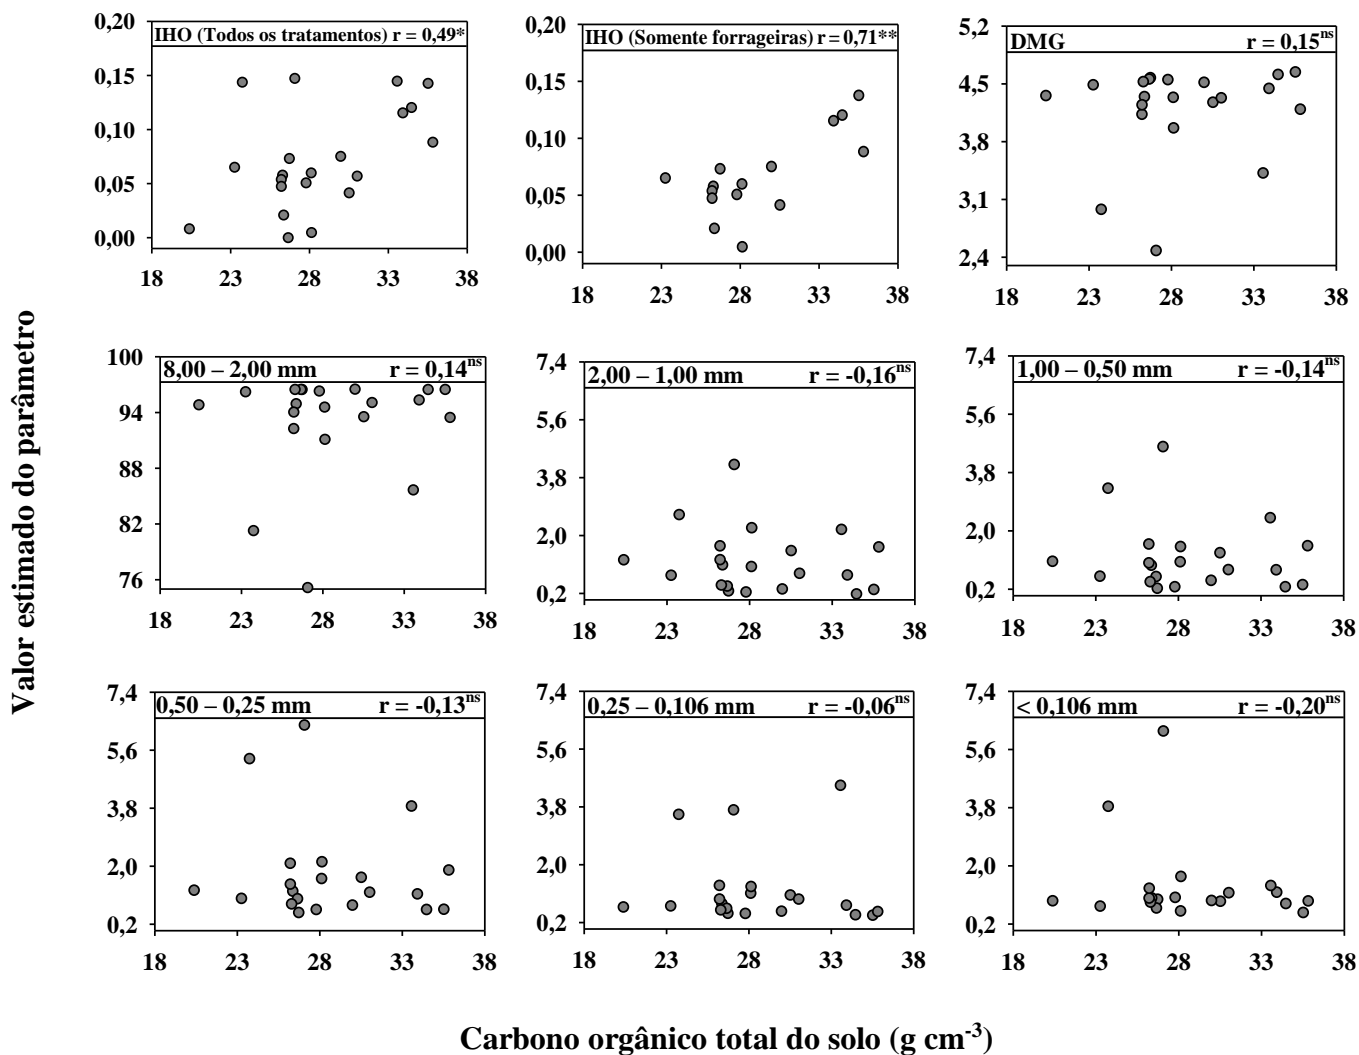 IHO (Todos os tratamentos) r = 0,49*
0,20
0,15
0,10
0,05
0,00
18 23 28 33 38
IHO (Somente forrageiras) r = 0,71**
0,20
0,15
0,10
0,05
0,00
18 23 28 33 38
DMG r = 0,15ns
5,2
4,5
3,8
3,1
2,4
18 23 28 33 38
8,00 – 2,00 mm r = 0,14ns
100
94
88
82
76
18 23 28 33 38
2,00 – 1,00 mm r = -0,16ns
7,4
5,6
3,8
2,0
0,2
18 23 28 33 38
1,00 – 0,50 mm r = -0,14ns
7,4
5,6
3,8
2,0
0,2
18 23 28 33 38
0,50 – 0,25 mm r = -0,13ns
7,4
5,6
3,8
2,0
0,2
18 23 28 33 38
0,25 – 0,106 mm r = -0,06ns
7,4
5,6
3,8
2,0
0,2
18 23 28 33 38
< 0,106 mm r = -0,20ns
7,4
5,6
3,8
2,0
0,2
18 23 28 33 38
Valor estimado do parâmetro
Carbono orgânico total do solo (g cm-3)